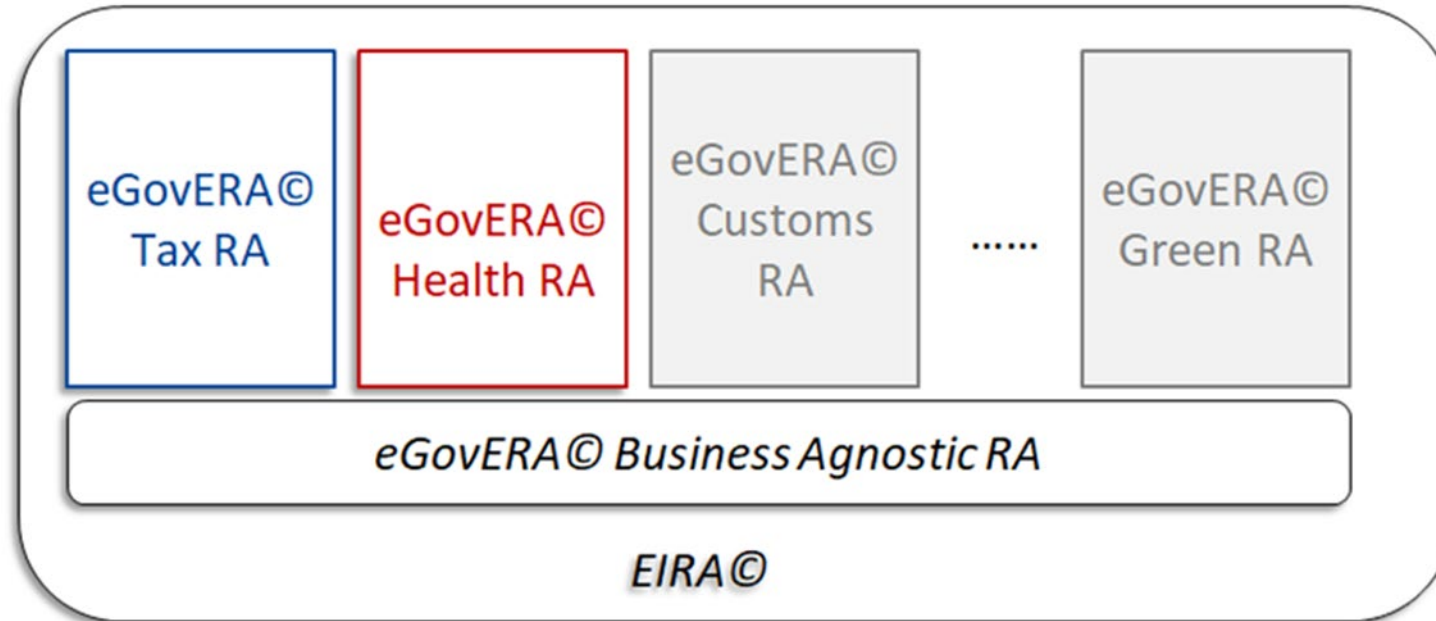 eGovERA©
Tax RA
eGovERA©
Health RA
eGovERA©
Customs
RA
......
eGovERA©
Green RA
eGovERA© Business Agnostic RA
EIRA©